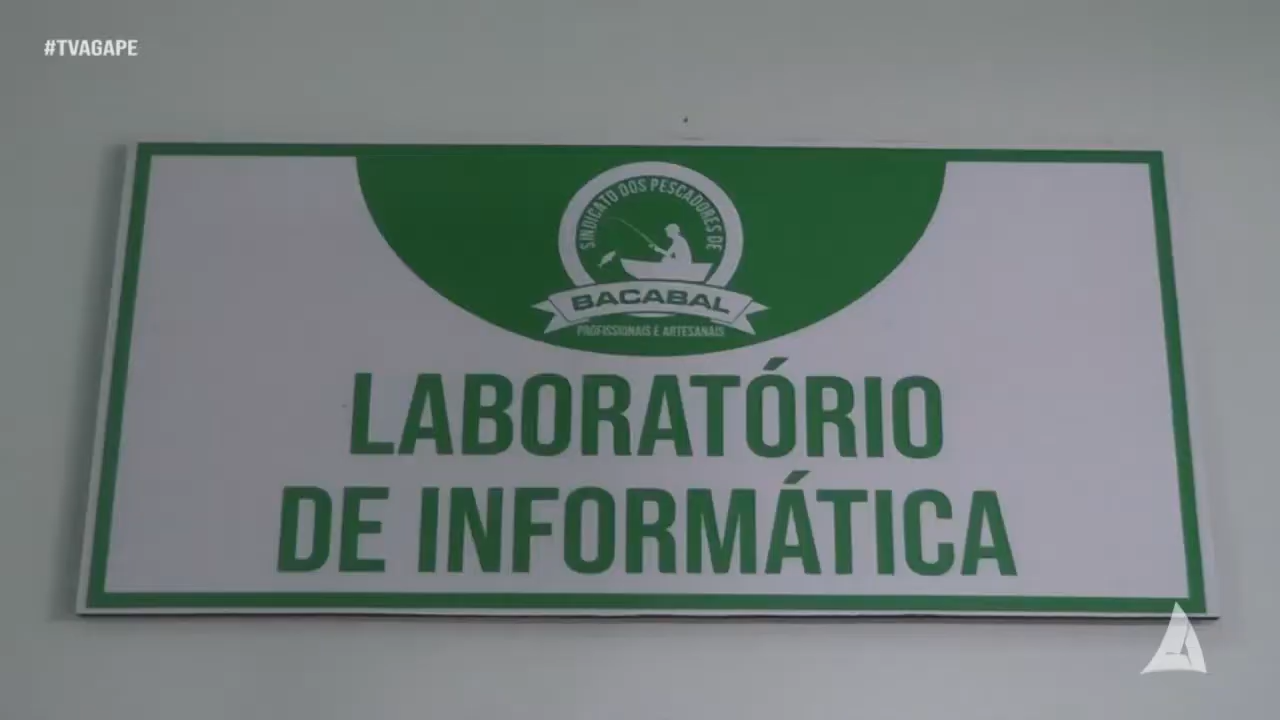 #TVAGAPE
SINDICATO DOS PESCADORES DE
BACABAL
PROFISSIONAIS E ARTESANAIS
LABORATÓRIO
DE INFORMÁTICA